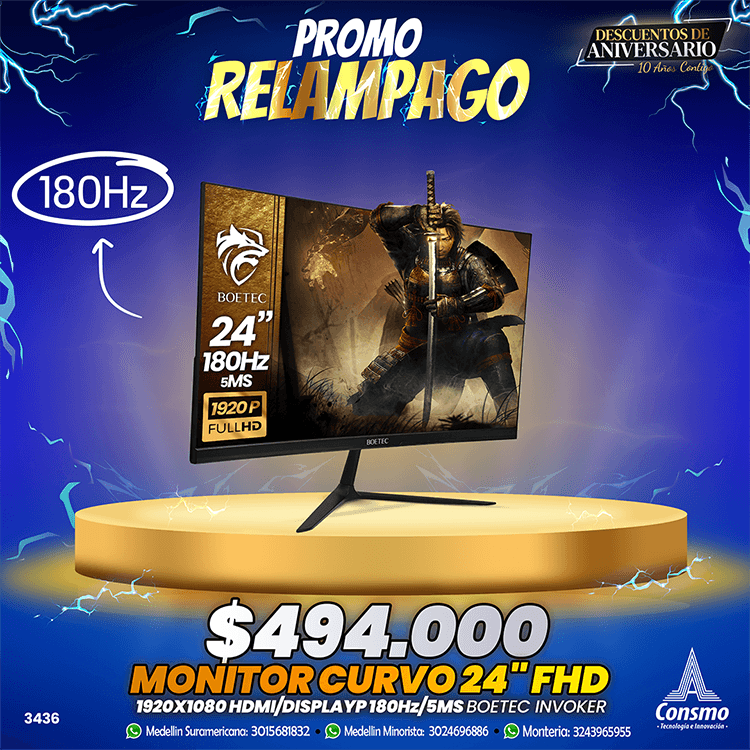 PROMO
RELAMPAGO
DESCUENTOS DE
ANIVERSARIO
10 Años Contigo
180Hz
BOETEC
24”
180Hz
5MS
1920P
FULLHD
BOETEC
$494.000
MONITOR CURVO 24" FHD
1920X1080 HDMI/DISPLAYP 180Hz/5MS BOETEC INVOKER
3436
Medellin Suramericana: 3015681832 • Medellin Minorista: 3024696886 • Monteria: 3243965955
Consmo
• Tecnología e Innovación •